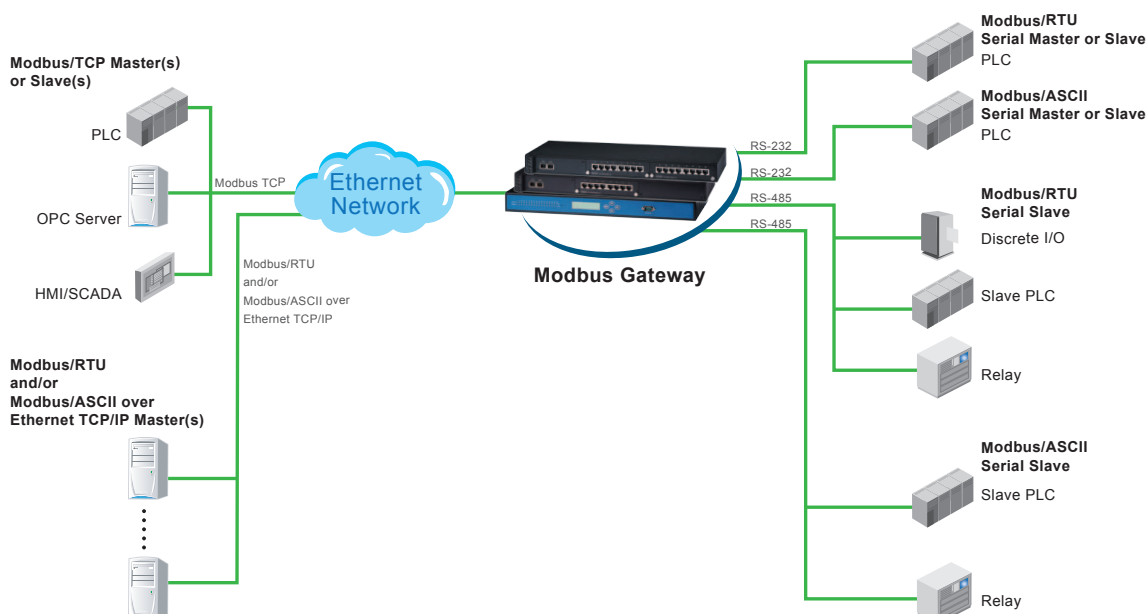 Modbus/TCP Master(s)
or Slave(s)
PLC
OPC Server
HMI/SCADA
Modbus TCP
Ethernet
Network
Modbus/RTU
and/or
Modbus/ASCII over
Ethernet TCP/IP
Modbus/RTU
and/or
Modbus/ASCII over
Ethernet TCP/IP Master(s)
Modbus Gateway
RS-232
RS-232
RS-485
RS-485
Modbus/RTU
Serial Master or Slave
PLC
Modbus/ASCII
Serial Master or Slave
PLC
Modbus/RTU
Serial Slave
Discrete I/O
Slave PLC
Relay
Modbus/ASCII
Serial Slave
Slave PLC
Relay